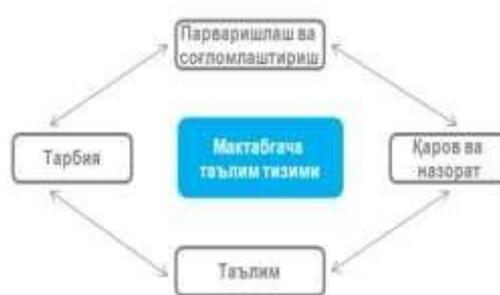 Парваришлаш ва
соғломлаштириш
Тарбия
Мактабгача
таълим тизими
Қаров ва
назорат
Таълим